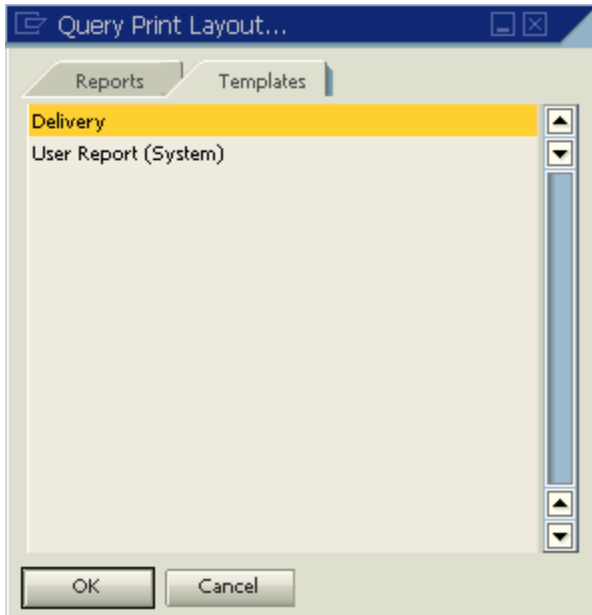 Query Print Layout...
Reports Templates
Delivery
User Report (System)
OK Cancel